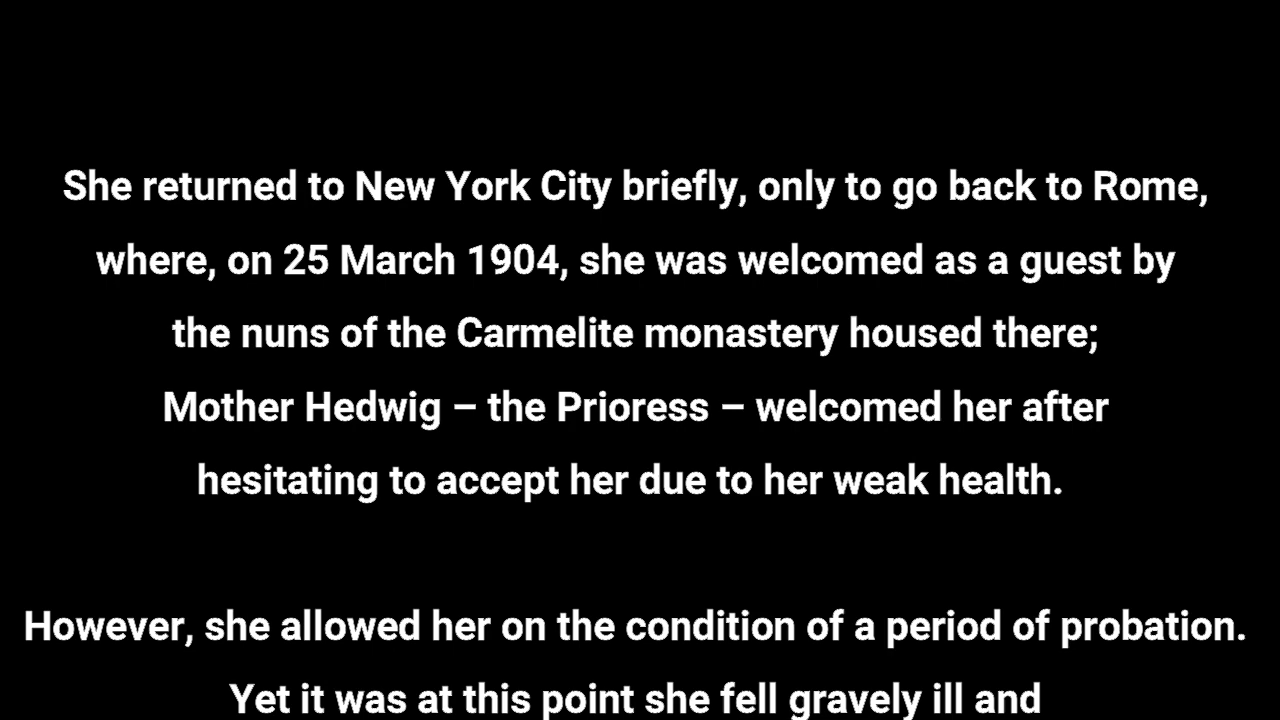 She returned to New York City briefly, only to go back to Rome,
where, on 25 March 1904, she was welcomed as a guest by
the nuns of the Carmelite monastery housed there;
Mother Hedwig – the Prioress – welcomed her after
hesitating to accept her due to her weak health.
However, she allowed her on the condition of a period of probation.
Yet it was at this point she fell gravely ill and